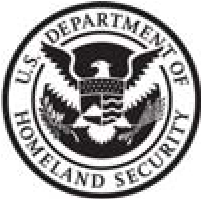 U.S. DEPARTMENT OF
HOMELAND SECURITY